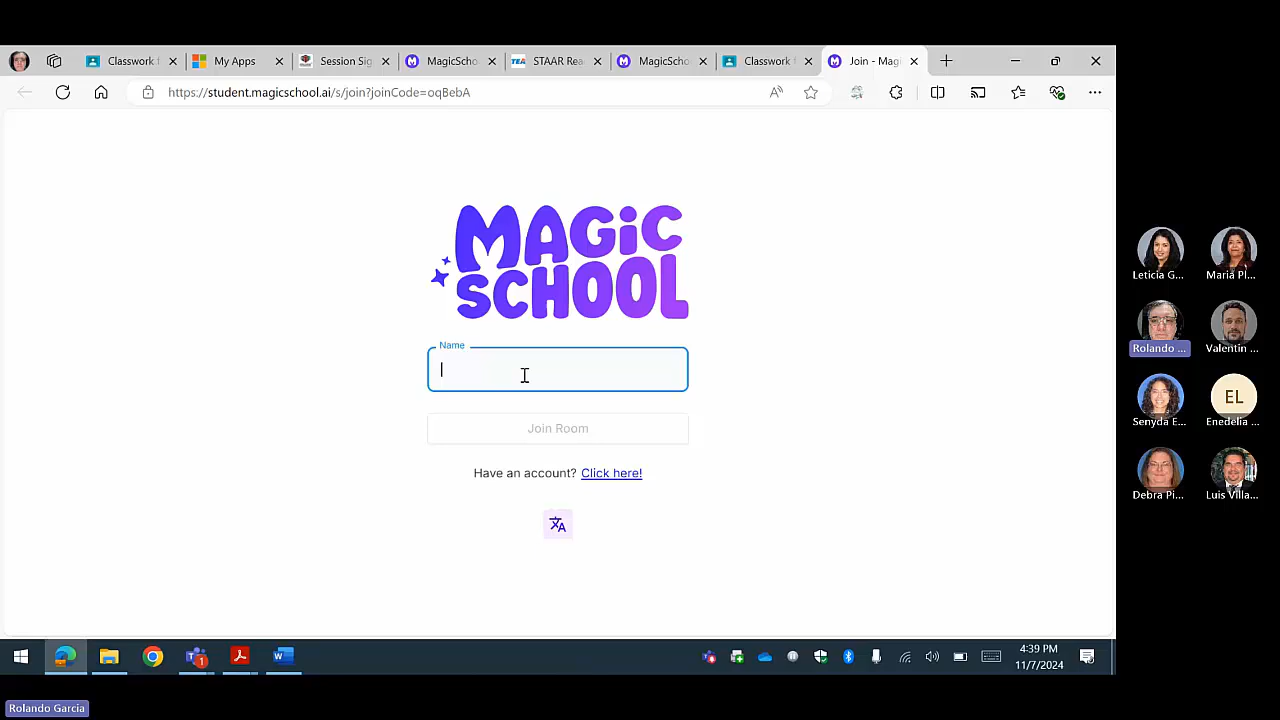 Classwork f
My Apps
Session Sig
MagicScho
STAAR Rea
MagicScho
Classwork f
Join - Magi
https://student.magicschool.ai/s/join?joinCode=oqBebA
MAGiC
SCHOOL
Name
Join Room
Have an account? Click here!
Leticia G...
Maria Pl...
Rolando ...
Valentin ...
EL
Senyda E...
Enedelia ...
Debra Pi...
Luis Villa...
4:39 PM
11/7/2024
Rolando Garcia